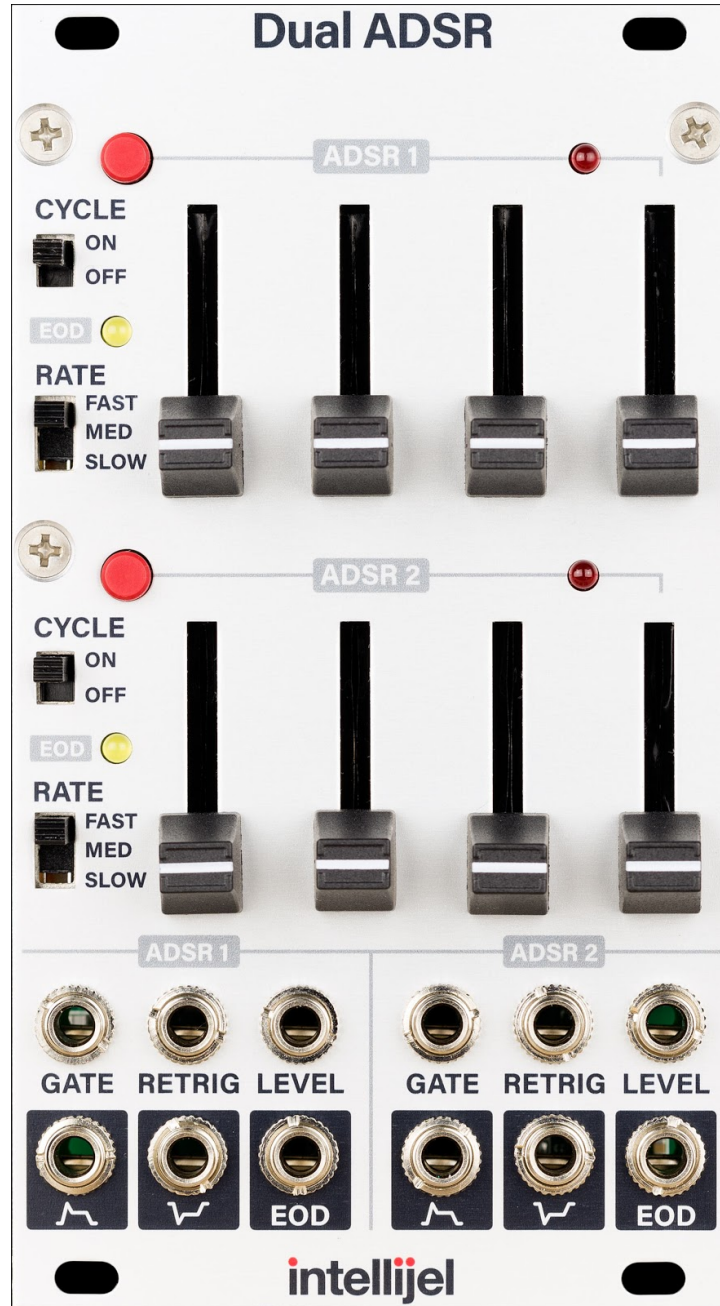 Dual ADSR
ADSR 1
CYCLE
ON
OFF
EOD
RATE
FAST
MED
SLOW
ADSR 2
CYCLE
ON
OFF
EOD
RATE
FAST
MED
SLOW
ADSR 1 ADSR 2
GATE RETRIG LEVEL GATE RETRIG LEVEL
EOD EOD
intellijel